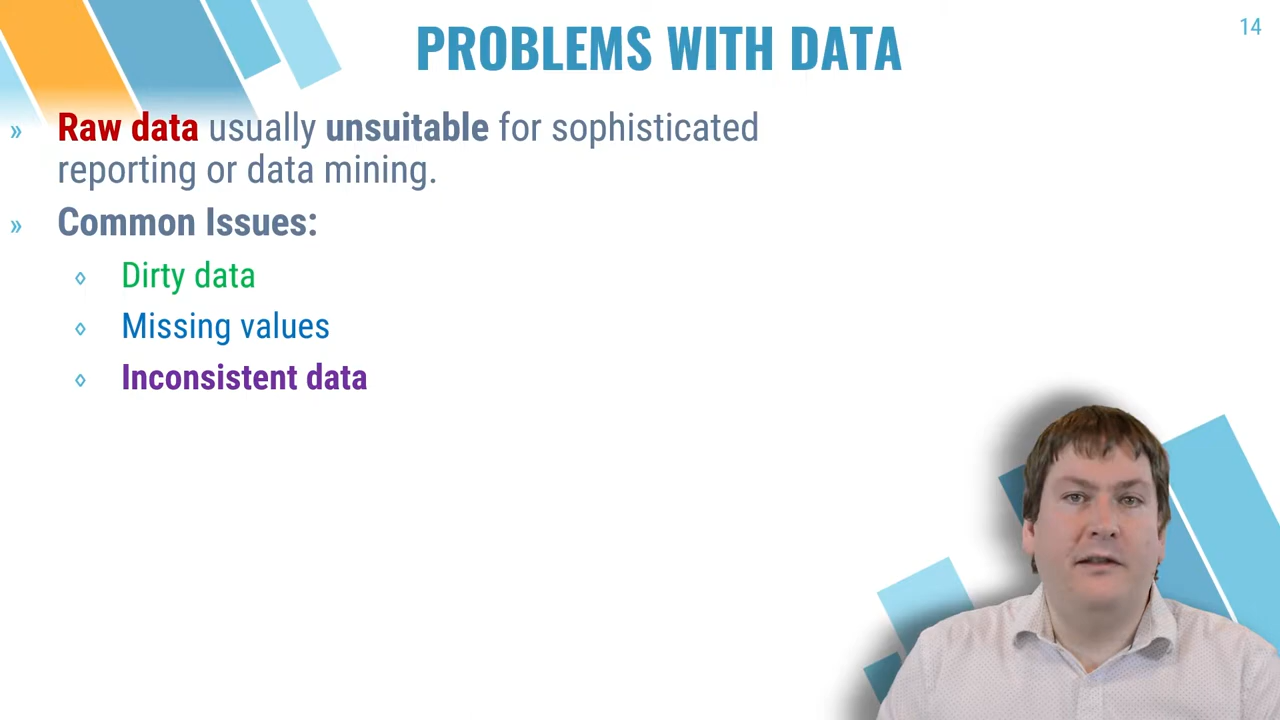 PROBLEMS WITH DATA
14
» Raw data usually unsuitable for sophisticated
reporting or data mining.
» Common Issues:
◊ Dirty data
◊ Missing values
◊ Inconsistent data